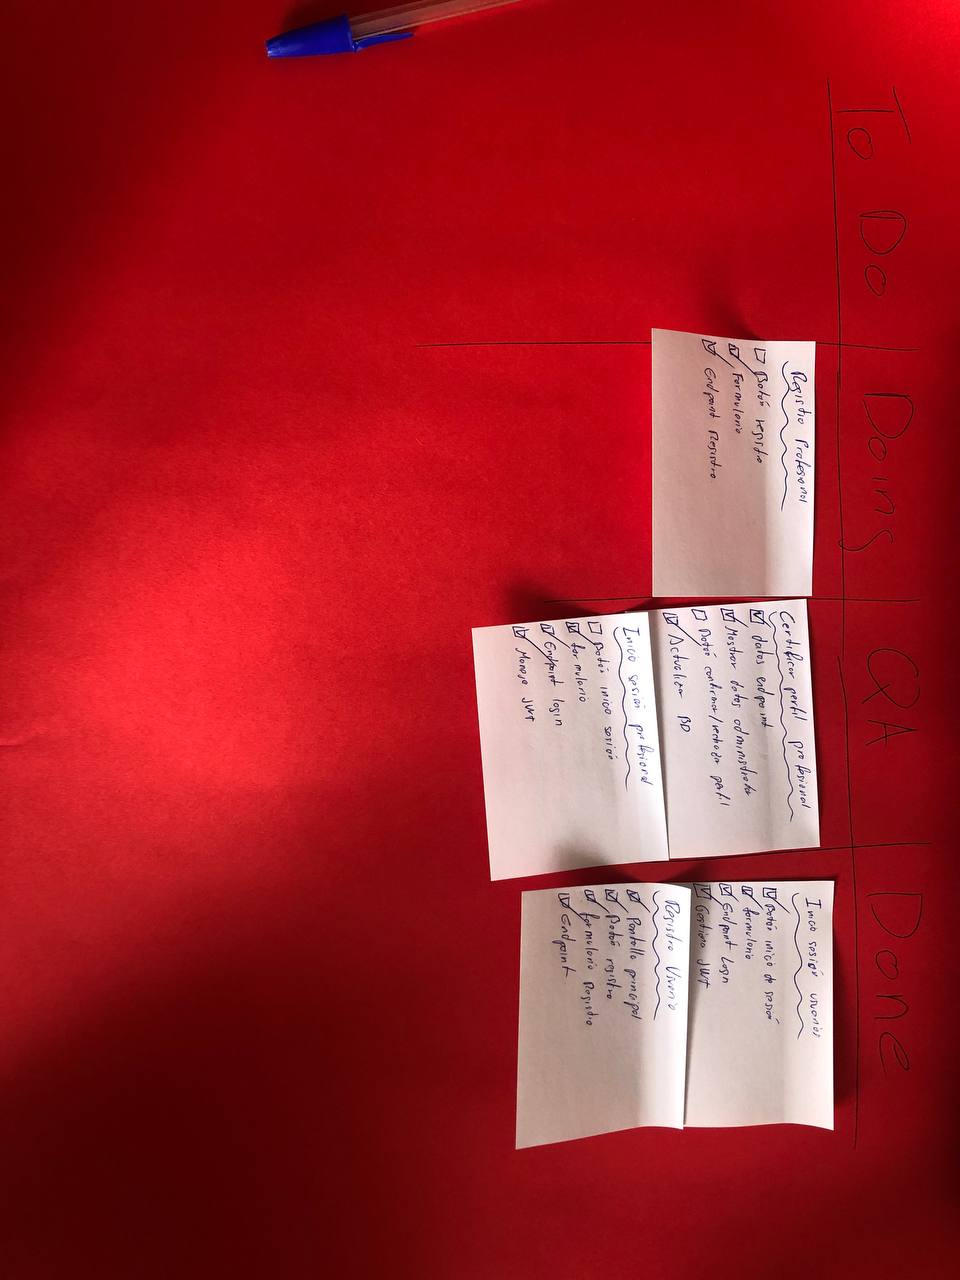 To Do
Doing
QA
Done
Registro Profesional
Botón registro
Formulario
Endpoint Registro
Certificar perfil profesional
datos endpoint
Mostrar datos administrador
Botón confirmar/rechazar perfil
Actualizar BD
Inicio sesión profesional
Botón inicio sesión
formulario
Endpoint login
Manejo JWT
Inicio sesión usuarios
Botón inicio de sesión
formulario
Endpoint Login
Gestiona JWT
Registro Usuario
Pantalla principal
Botón registro
formulario Registro
Endpoint